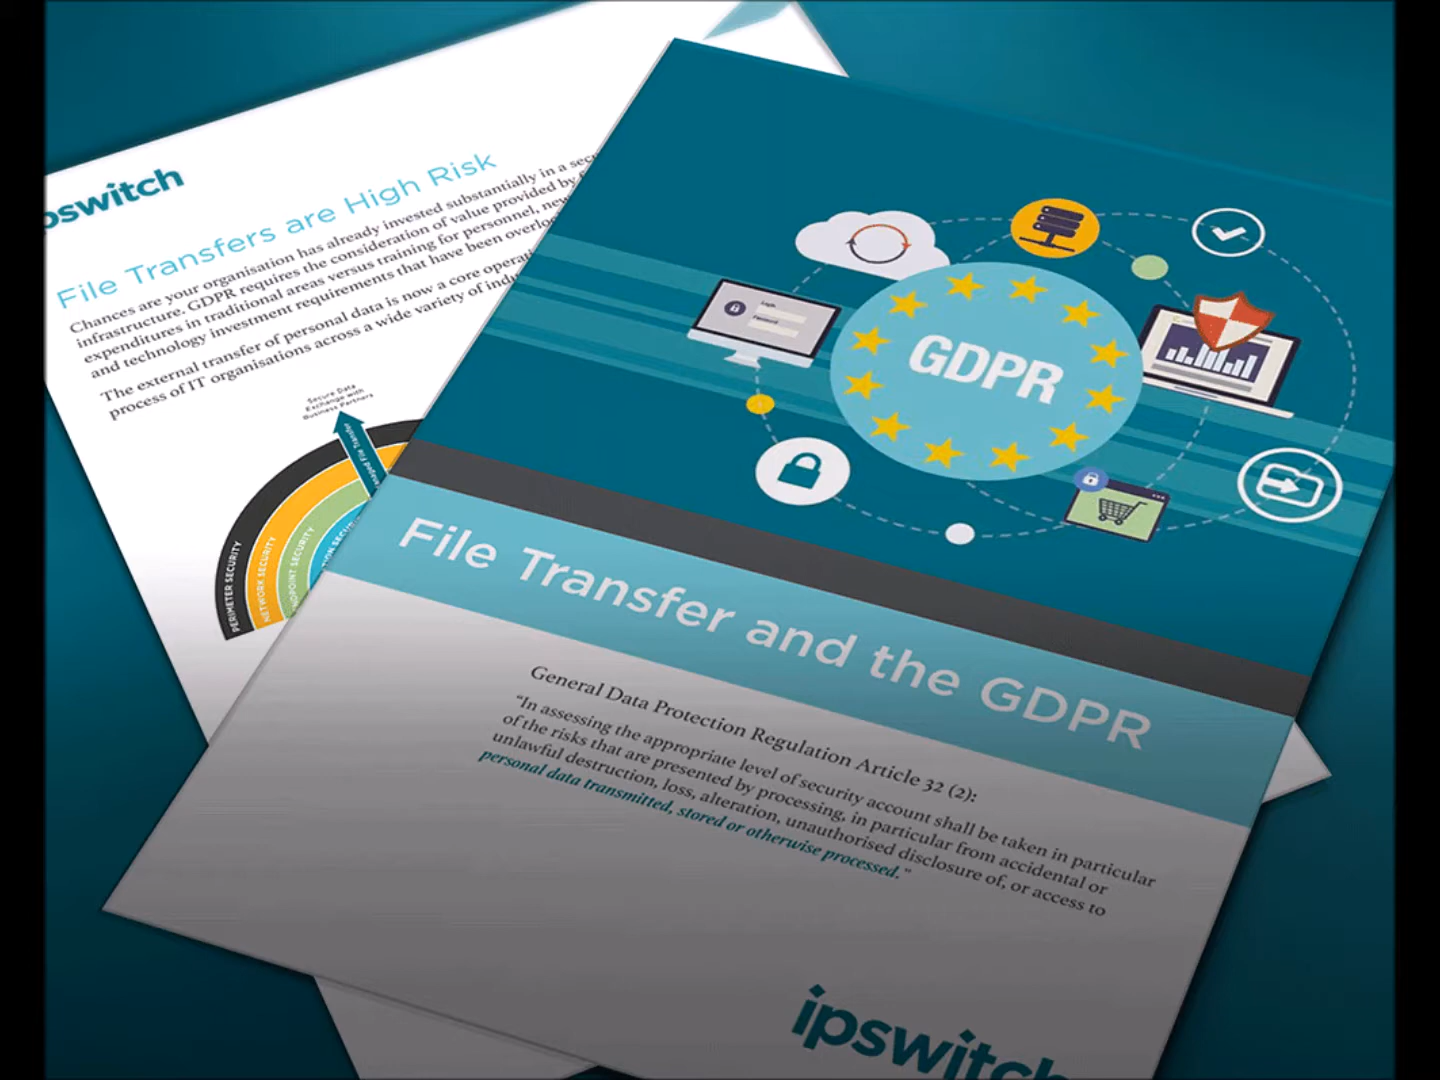 ipswitch
File Transfers are High Risk
Chances are your organisation has already invested substantially in a
infrastructure. GDPR requires the consideration of value provided by
expenditures in traditional areas versus training for personnel,
and technology investment requirements that have been
The external transfer of personal data is now a core
process of IT organisations across a wide variety of
Secure Data
Exchange with
Business Partners
Transfer
PERIMETER SECURITY
NETWORK SECURITY
SECURITY
Login
Password
GDPR
File Transfer and the GDPR
General Data Protection Regulation Article 32 (2):
“In assessing the appropriate level of security account shall be taken in particular
of the risks that are presented by processing, in particular from accidental or
unlawful destruction, loss, alteration, unauthorised disclosure of, or access to
personal data transmitted, stored or otherwise processed.”
ipswitch